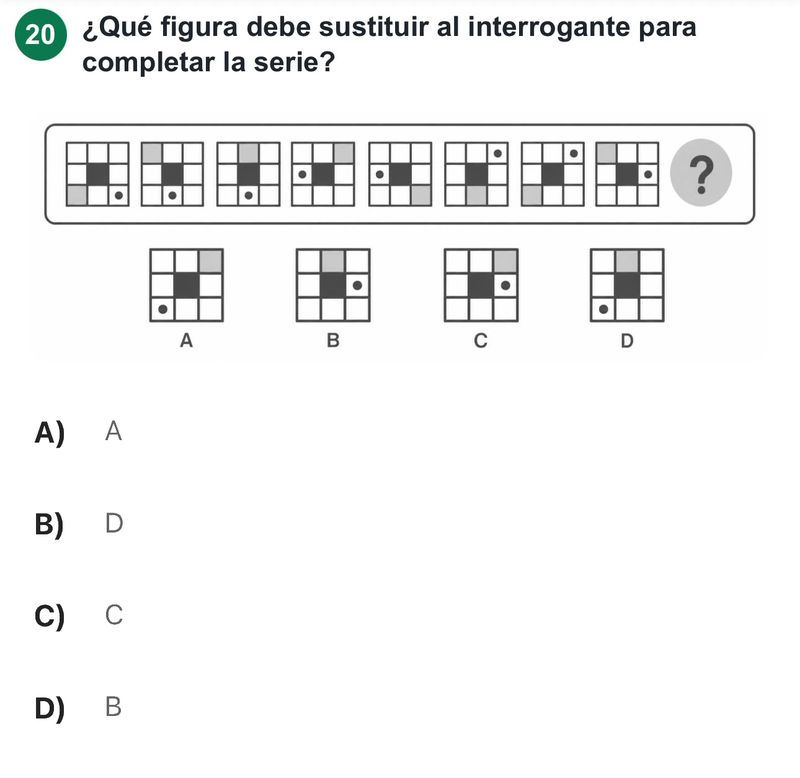 20 ¿Qué figura debe sustituir al interrogante para
completar la serie?
?
A B C D
A) A
B) D
C) C
D) B